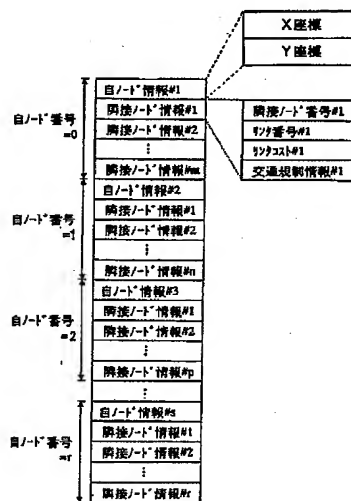 X座標
Y座標
自ノード番号
=0
自ノード情報#1
隣接ノード情報#1
隣接ノード情報#2
⋮
隣接ノード情報#m
隣接ノード番号#1
リンク番号#1
リンクコスト#1
交通規制情報#1
自ノード番号
=1
自ノード情報#2
隣接ノード情報#1
隣接ノード情報#2
⋮
隣接ノード情報#n
自ノード番号
=2
自ノード情報#3
隣接ノード情報#1
隣接ノード情報#2
⋮
隣接ノード情報#p
⋮
自ノード番号
=r
自ノード情報#s
隣接ノード情報#t
隣接ノード情報#2
⋮
隣接ノード情報#r